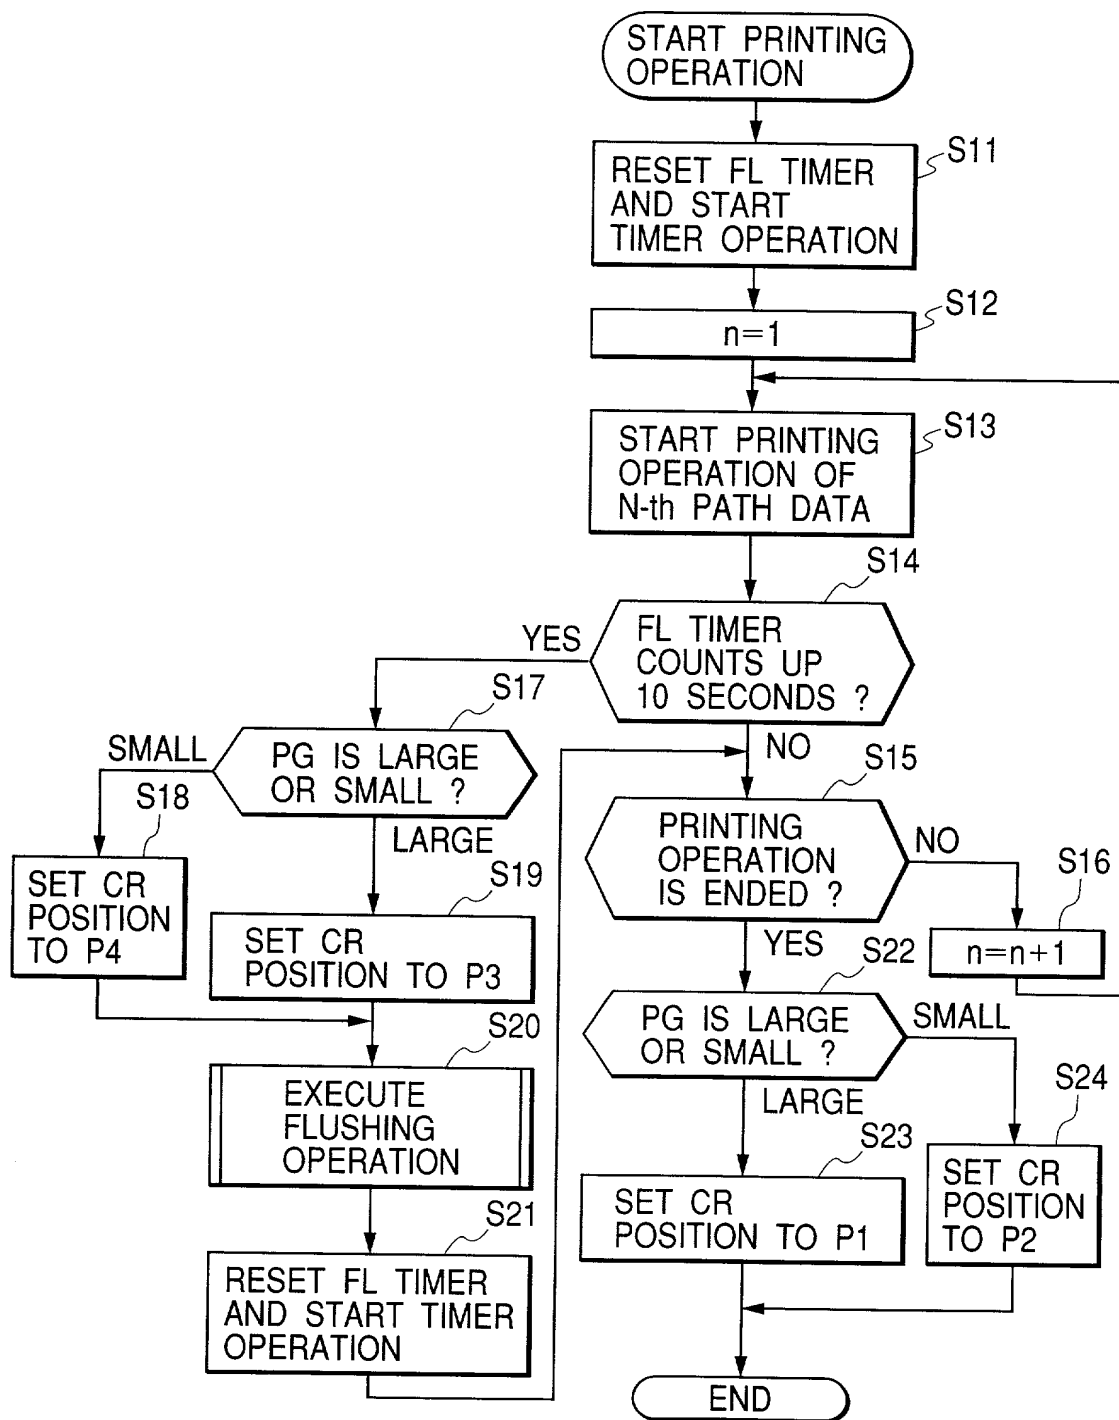 START PRINTING
OPERATION
S11
RESET FL TIMER
AND START
TIMER OPERATION
S12
n=1
S13
START PRINTING
OPERATION OF
N-th PATH DATA
S14
FL TIMER
COUNTS UP
10 SECONDS ?
YES
NO
S17
PG IS LARGE
OR SMALL ?
SMALL
LARGE
S18
SET CR
POSITION
TO P4
S19
SET CR
POSITION TO P3
S20
EXECUTE
FLUSHING
OPERATION
S21
RESET FL TIMER
AND START TIMER
OPERATION
S15
PRINTING
OPERATION
IS ENDED ?
NO
YES
S16
n=n+1
S22
PG IS LARGE
OR SMALL ?
SMALL
LARGE
S23
SET CR
POSITION TO P1
S24
SET CR
POSITION
TO P2
END